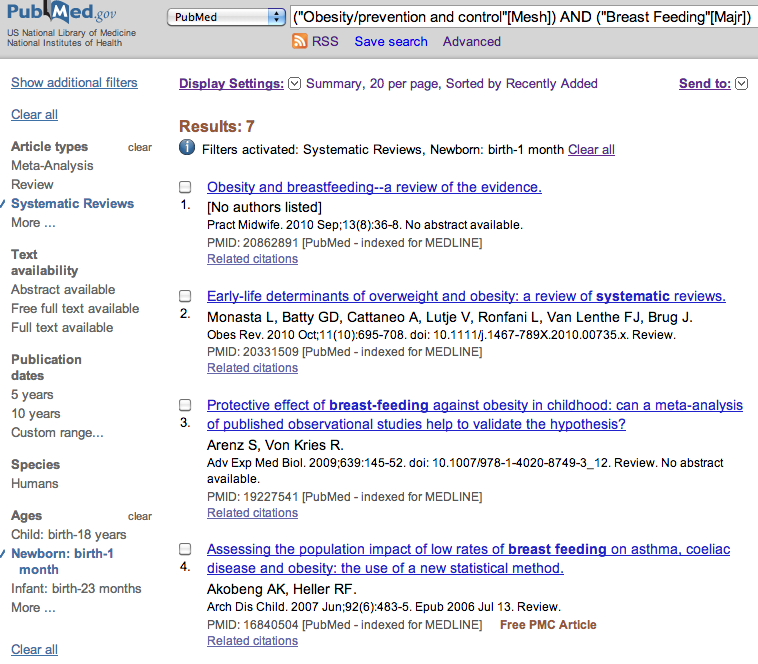 PubMed.gov
US National Library of Medicine
National Institutes of Health
PubMed
("Obesity/prevention and control"[Mesh]) AND ("Breast Feeding"[Majr])
RSS Save search Advanced
Show additional filters
Clear all
Article types clear
Meta-Analysis
Review
Systematic Reviews
More ...
Text
availability
Abstract available
Free full text available
Full text available
Publication
dates
5 years
10 years
Custom range...
Species
Humans
Ages clear
Child: birth-18 years
Newborn: birth-1
month
Infant: birth-23 months
More ...
Clear all
Display Settings: Summary, 20 per page, Sorted by Recently Added Send to:
Results: 7
Filters activated: Systematic Reviews, Newborn: birth-1 month Clear all
Obesity and breastfeeding--a review of the evidence.
1. [No authors listed]
Pract Midwife. 2010 Sep;13(8):36-8. No abstract available.
PMID: 20862891 [PubMed - indexed for MEDLINE]
Related citations
Early-life determinants of overweight and obesity: a review of systematic reviews.
2. Monasta L, Batty GD, Cattaneo A, Lutje V, Ronfani L, Van Lenthe FJ, Brug J.
Obes Rev. 2010 Oct;11(10):695-708. doi: 10.1111/j.1467-789X.2010.00735.x. Review.
PMID: 20331509 [PubMed - indexed for MEDLINE]
Related citations
Protective effect of breast-feeding against obesity in childhood: can a meta-analysis
3. of published observational studies help to validate the hypothesis?
Arenz S, Von Kries R.
Adv Exp Med Biol. 2009;639:145-52. doi: 10.1007/978-1-4020-8749-3_12. Review. No abstract
available.
PMID: 19227541 [PubMed - indexed for MEDLINE]
Related citations
Assessing the population impact of low rates of breast feeding on asthma, coeliac
4. disease and obesity: the use of a new statistical method.
Akobeng AK, Heller RF.
Arch Dis Child. 2007 Jun;92(6):483-5. Epub 2006 Jul 13. Review.
PMID: 16840504 [PubMed - indexed for MEDLINE] Free PMC Article
Related citations